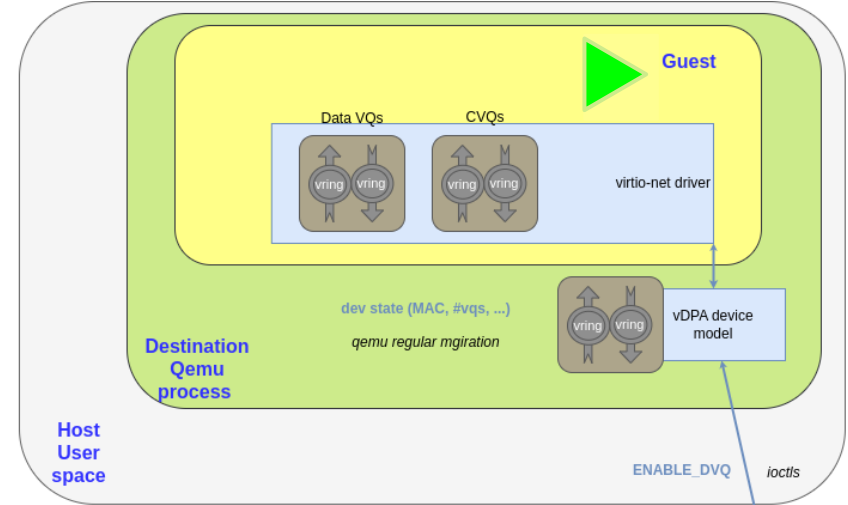 Guest
Data VQs
CVQs
vring
vring
vring
vring
virtio-net driver
dev state (MAC, #vqs, ...)
qemu regular mgiration
vring
vring
vDPA device
model
Destination
Qemu
process
Host
User
space
ENABLE_DVQ
ioctls